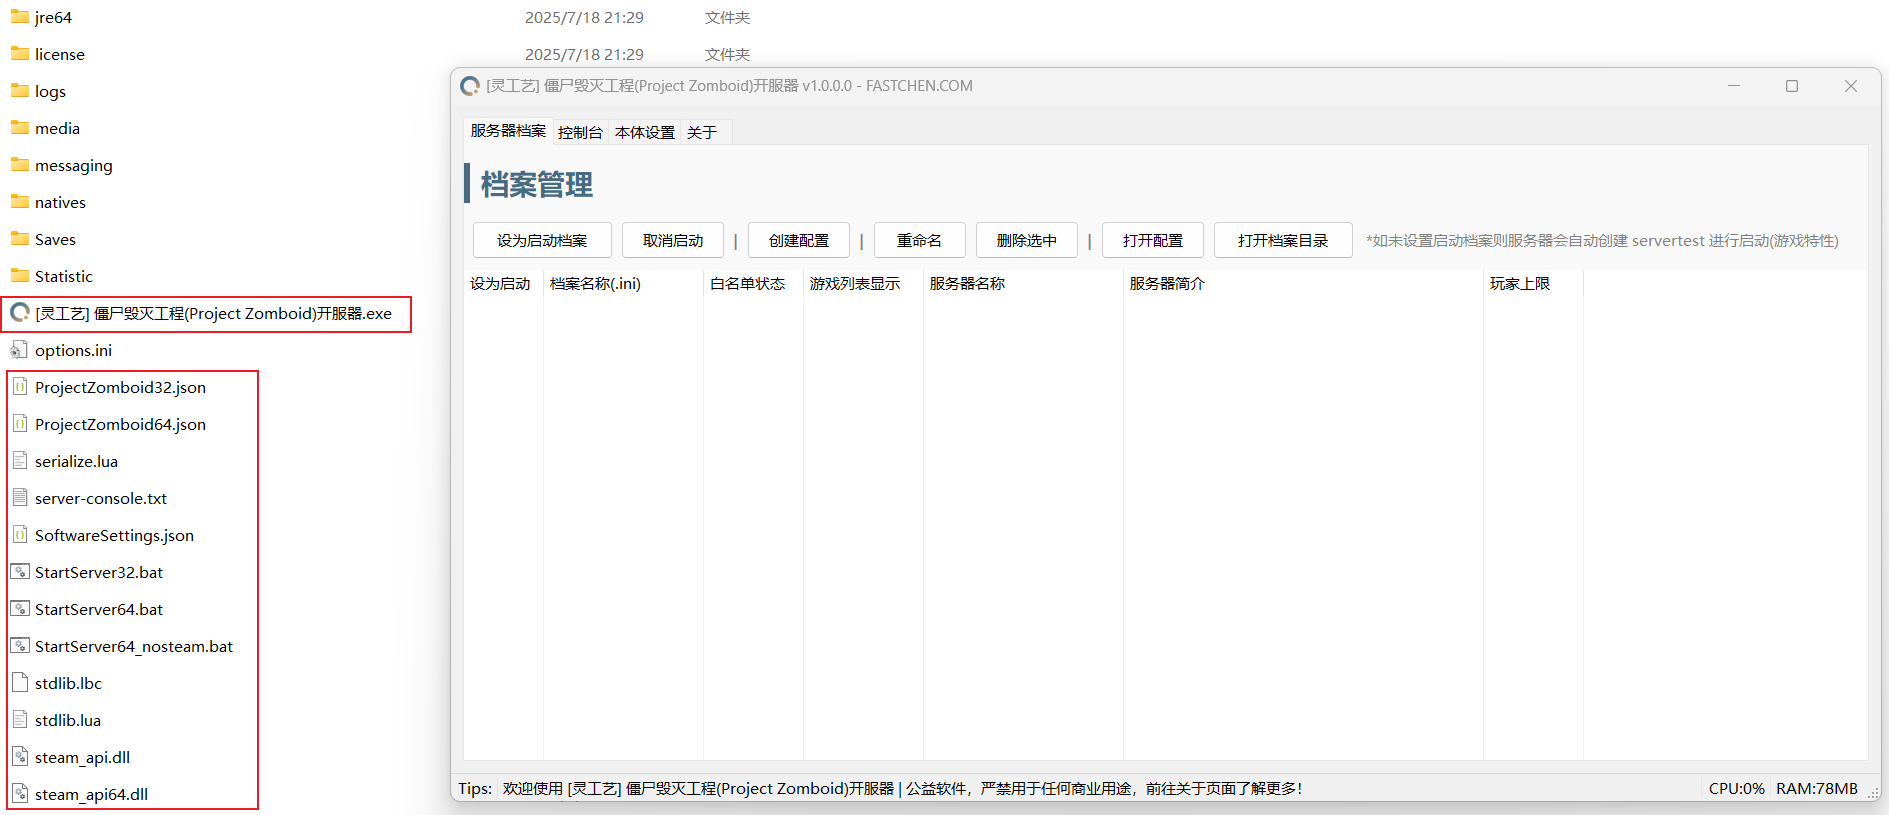 jre64 2025/7/18 21:29 文件夹
license 2025/7/18 21:29 文件夹
logs
media
messaging
natives
Saves
Statistic
[灵工艺] 僵尸毁灭工程(Project Zomboid)开服器.exe
options.ini
ProjectZomboid32.json
ProjectZomboid64.json
serialize.lua
server-console.txt
SoftwareSettings.json
StartServer32.bat
StartServer64.bat
StartServer64_nosteam.bat
stdlib.lbc
stdlib.lua
steam_api.dll
steam_api64.dll
[灵工艺] 僵尸毁灭工程(Project Zomboid)开服器 v1.0.0.0 - FASTCHEN.COM
服务器档案 控制台 本体设置 关于
档案管理
设为启动档案 取消启动 | 创建配置 | 重命名 删除选中 | 打开配置 打开档案目录 *如未设置启动档案则服务器会自动创建 servertest 进行启动(游戏特性)
设为启动 档案名称(.ini) 白名单状态 游戏列表显示 服务器名称 服务器简介 玩家上限
Tips: 欢迎使用 [灵工艺] 僵尸毁灭工程(Project Zomboid)开服器 | 公益软件，严禁用于任何商业用途，前往关于页面了解更多！ CPU:0% RAM:78MB